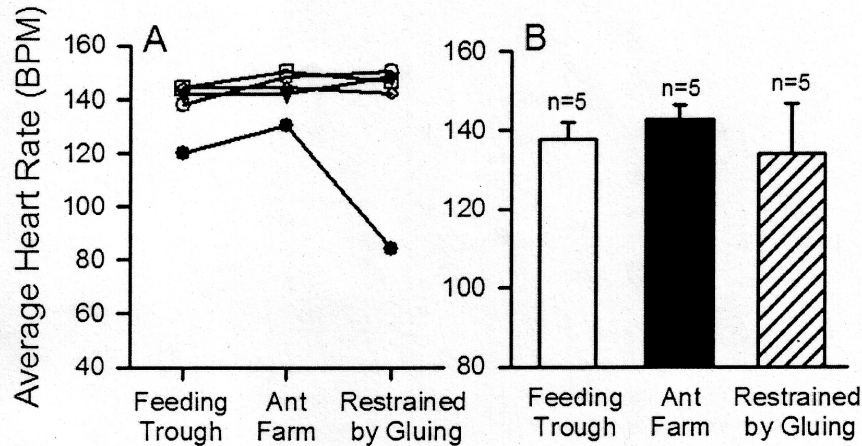 Average Heart Rate (BPM)
A
160
140
120
100
80
60
40
Feeding Trough
Ant Farm
Restrained by Gluing
B
160
140
120
100
80
n=5
n=5
n=5
Feeding Trough
Ant Farm
Restrained by Gluing